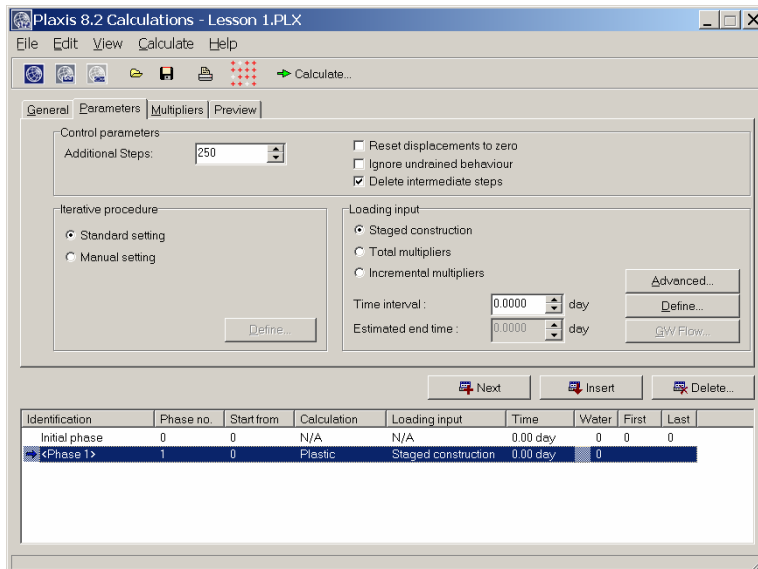 Plaxis 8.2 Calculations - Lesson 1.PLX
File Edit View Calculate Help
Calculate...
General Parameters Multipliers Preview
Control parameters
Additional Steps: 250
Reset displacements to zero
Ignore undrained behaviour
Delete intermediate steps
Iterative procedure
Standard setting
Manual setting
Define...
Loading input
Staged construction
Total multipliers
Incremental multipliers
Advanced...
Time interval : 0.0000 day Define...
Estimated end time : 0.0000 day GW Flow...
Next Insert Delete...
Identification Phase no. Start from Calculation Loading input Time Water First Last
Initial phase 0 0 N/A N/A 0.00 day 0 0 0
<Phase 1> 1 0 Plastic Staged construction 0.00 day 0